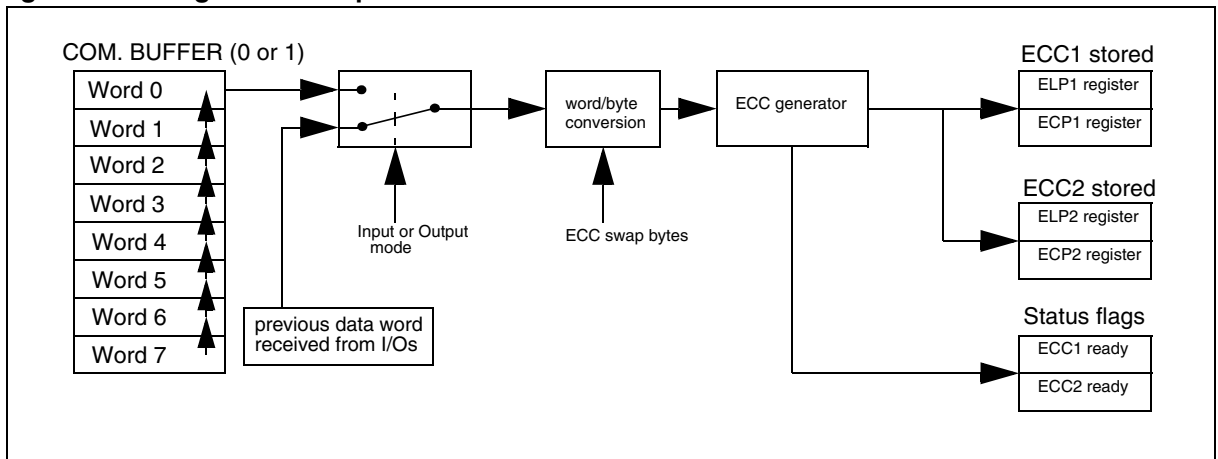 COM. BUFFER (0 or 1)
Word 0
Word 1
Word 2
Word 3
Word 4
Word 5
Word 6
Word 7
Input or Output
mode
previous data word
received from I/Os
word/byte
conversion
ECC swap bytes
ECC generator
ECC1 stored
ELP1 register
ECP1 register
ECC2 stored
ELP2 register
ECP2 register
Status flags
ECC1 ready
ECC2 ready